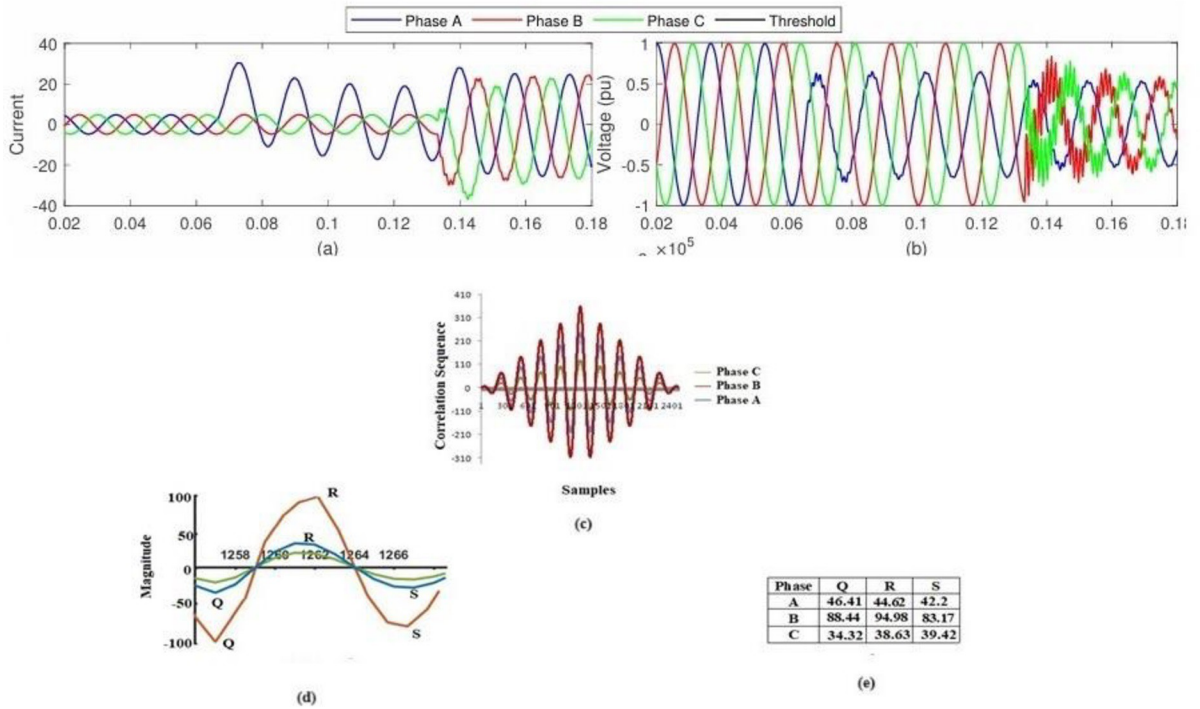 Phase A Phase B Phase C Threshold
40
20
0
-20
-40
Current
0.02 0.04 0.06 0.08 0.1 0.12 0.14 0.16 0.18
(a)
1
0.5
0
-0.5
-1
Voltage (pu)
0.02 0.04 0.06 0.08 0.1 0.12 0.14 0.16
×10⁵
(b)
410
310
210
110
0
-110
-210
-310
Correlation Sequence
1 2401
Phase C
Phase B
Phase A
Samples
(c)
100
50
0
-50
-100
Magnitude
R
R
1258 1260 1262 1264 1266
Q
S
Q
S
(d)
Phase Q R S
A 46.41 44.62 42.2
B 88.44 94.98 83.17
C 34.32 38.63 39.42
(e)